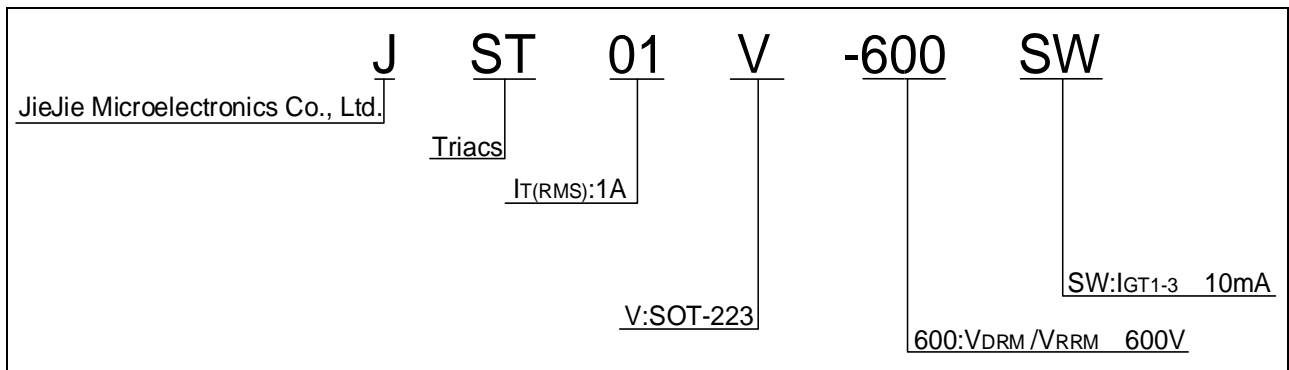 J ST 01 V -600 SW
JieJie Microelectronics Co., Ltd.
Triacs
IT(RMS):1A
SW:IGT1-3 10mA
V:SOT-223
600:VDRM /VRRM 600V